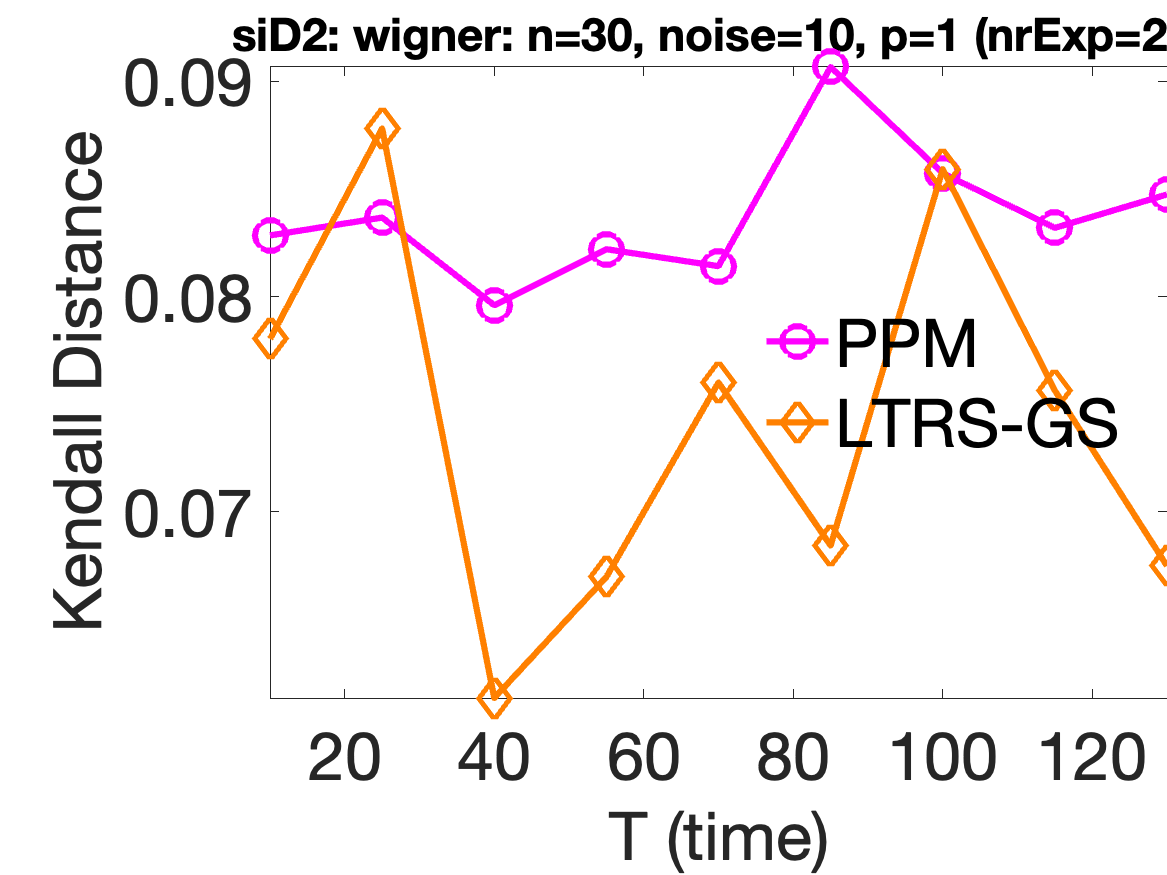 siD2: wigner: n=30, noise=10, p=1 (nrExp=2
0.09
0.08
0.07
Kendall Distance
PPM
LTRS-GS
20 40 60 80 100 120
T (time)